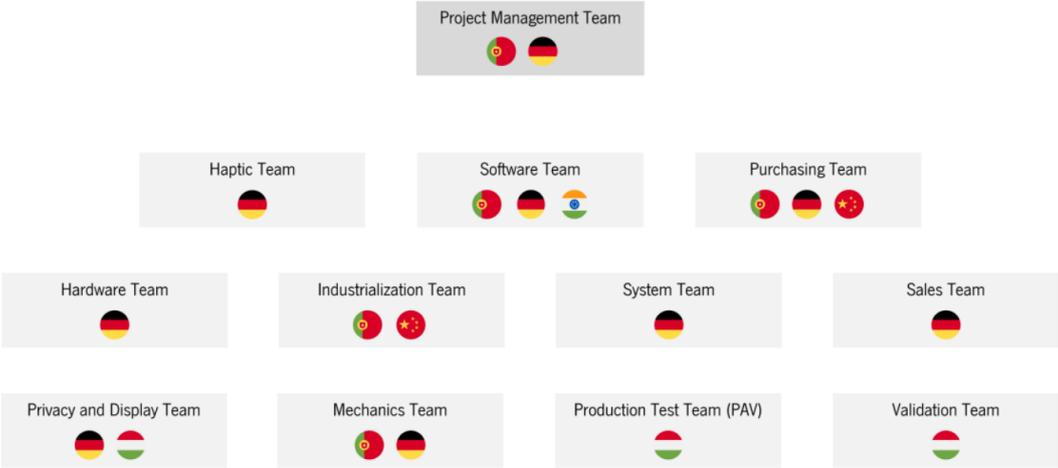 Project Management Team
Haptic Team
Software Team
Purchasing Team
Hardware Team
Industrialization Team
System Team
Sales Team
Privacy and Display Team
Mechanics Team
Production Test Team (PAV)
Validation Team